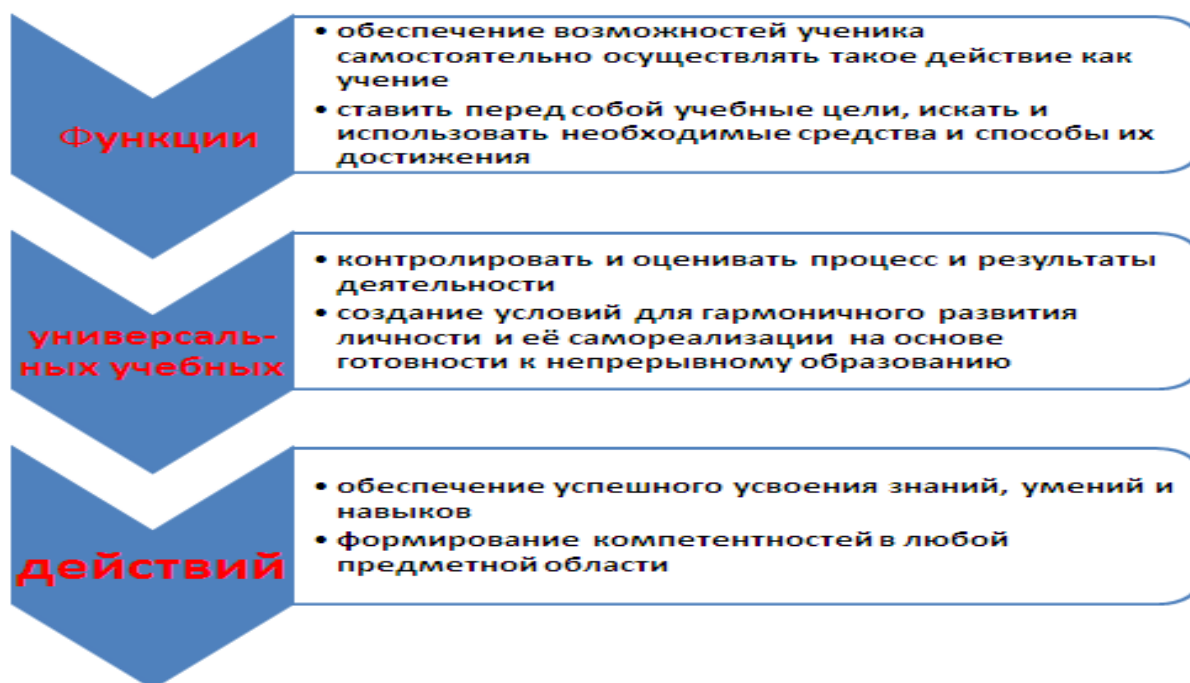 Функции
• обеспечение возможностей ученика
самостоятельно осуществлять такое действие как
учение
• ставить перед собой учебные цели, искать и
использовать необходимые средства и способы их
достижения
универсаль-
ных учебных
• контролировать и оценивать процесс и результаты
деятельности
• создание условий для гармоничного развития
личности и её самореализации на основе
готовности к непрерывному образованию
действий
• обеспечение успешного усвоения знаний, умений и
навыков
• формирование компетентностей в любой
предметной области